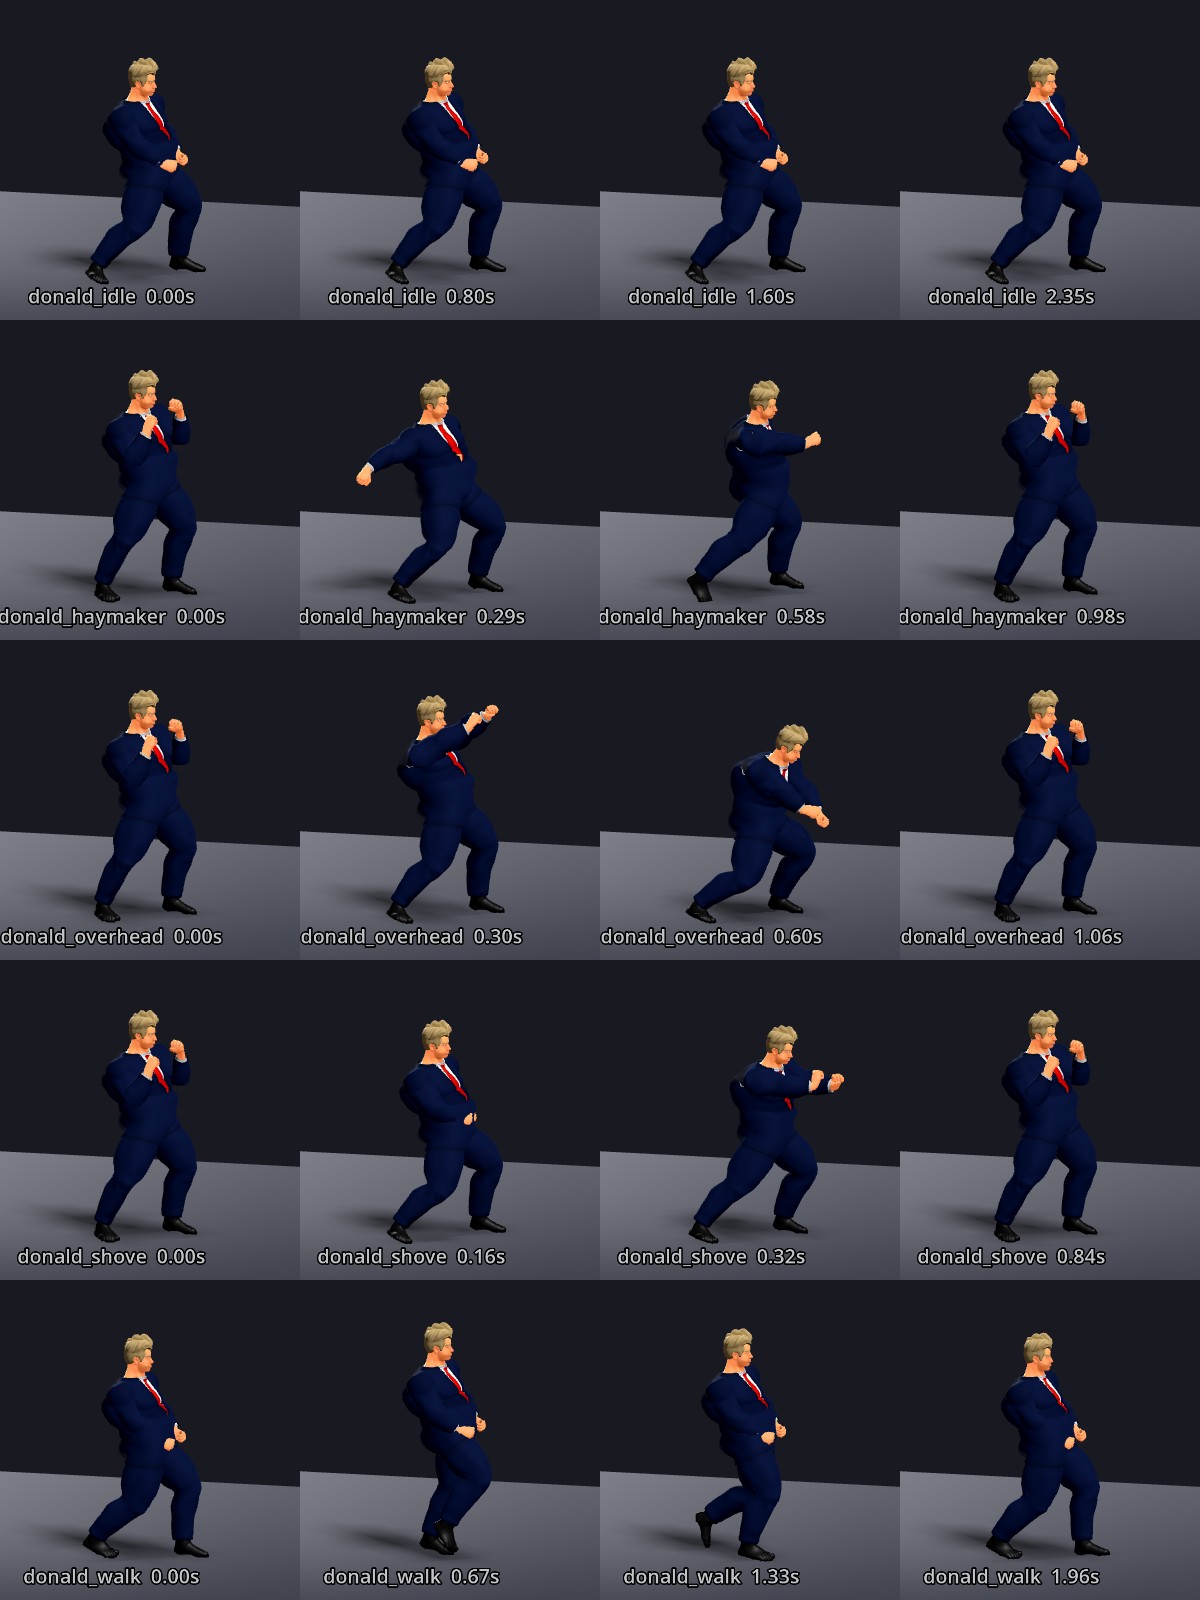 donald_idle 0.00s
donald_idle 0.80s
donald_idle 1.60s
donald_idle 2.35s
donald_haymaker 0.00s
donald_haymaker 0.29s
donald_haymaker 0.58s
donald_haymaker 0.98s
donald_overhead 0.00s
donald_overhead 0.30s
donald_overhead 0.60s
donald_overhead 1.06s
donald_shove 0.00s
donald_shove 0.16s
donald_shove 0.32s
donald_shove 0.84s
donald_walk 0.00s
donald_walk 0.67s
donald_walk 1.33s
donald_walk 1.96s